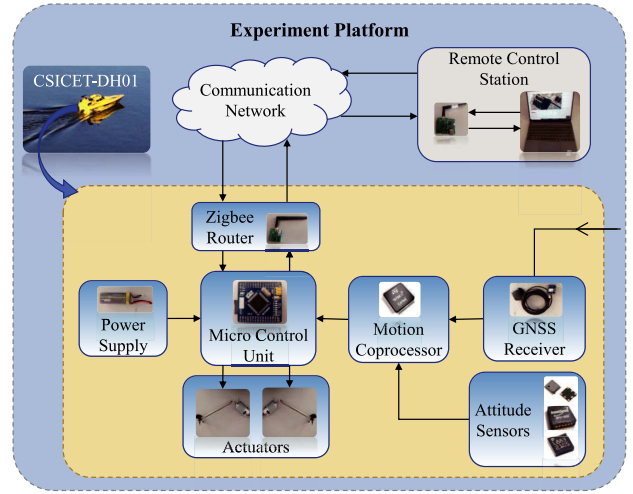 Experiment Platform
CSICET-DH01
Communication
Network
Remote Control
Station
Zigbee
Router
Power
Supply
Micro Control
Unit
Motion
Coprocessor
GNSS
Receiver
Actuators
Attitude
Sensors